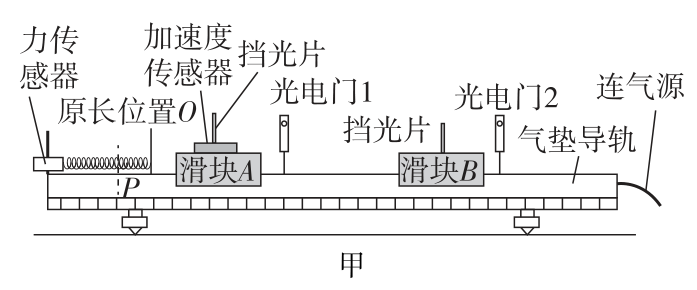 力传
感器
加速度
传感器
挡光片
原长位置O
光电门1
光电门2
连气源
挡光片
气垫导轨
滑块A
滑块B
P
甲